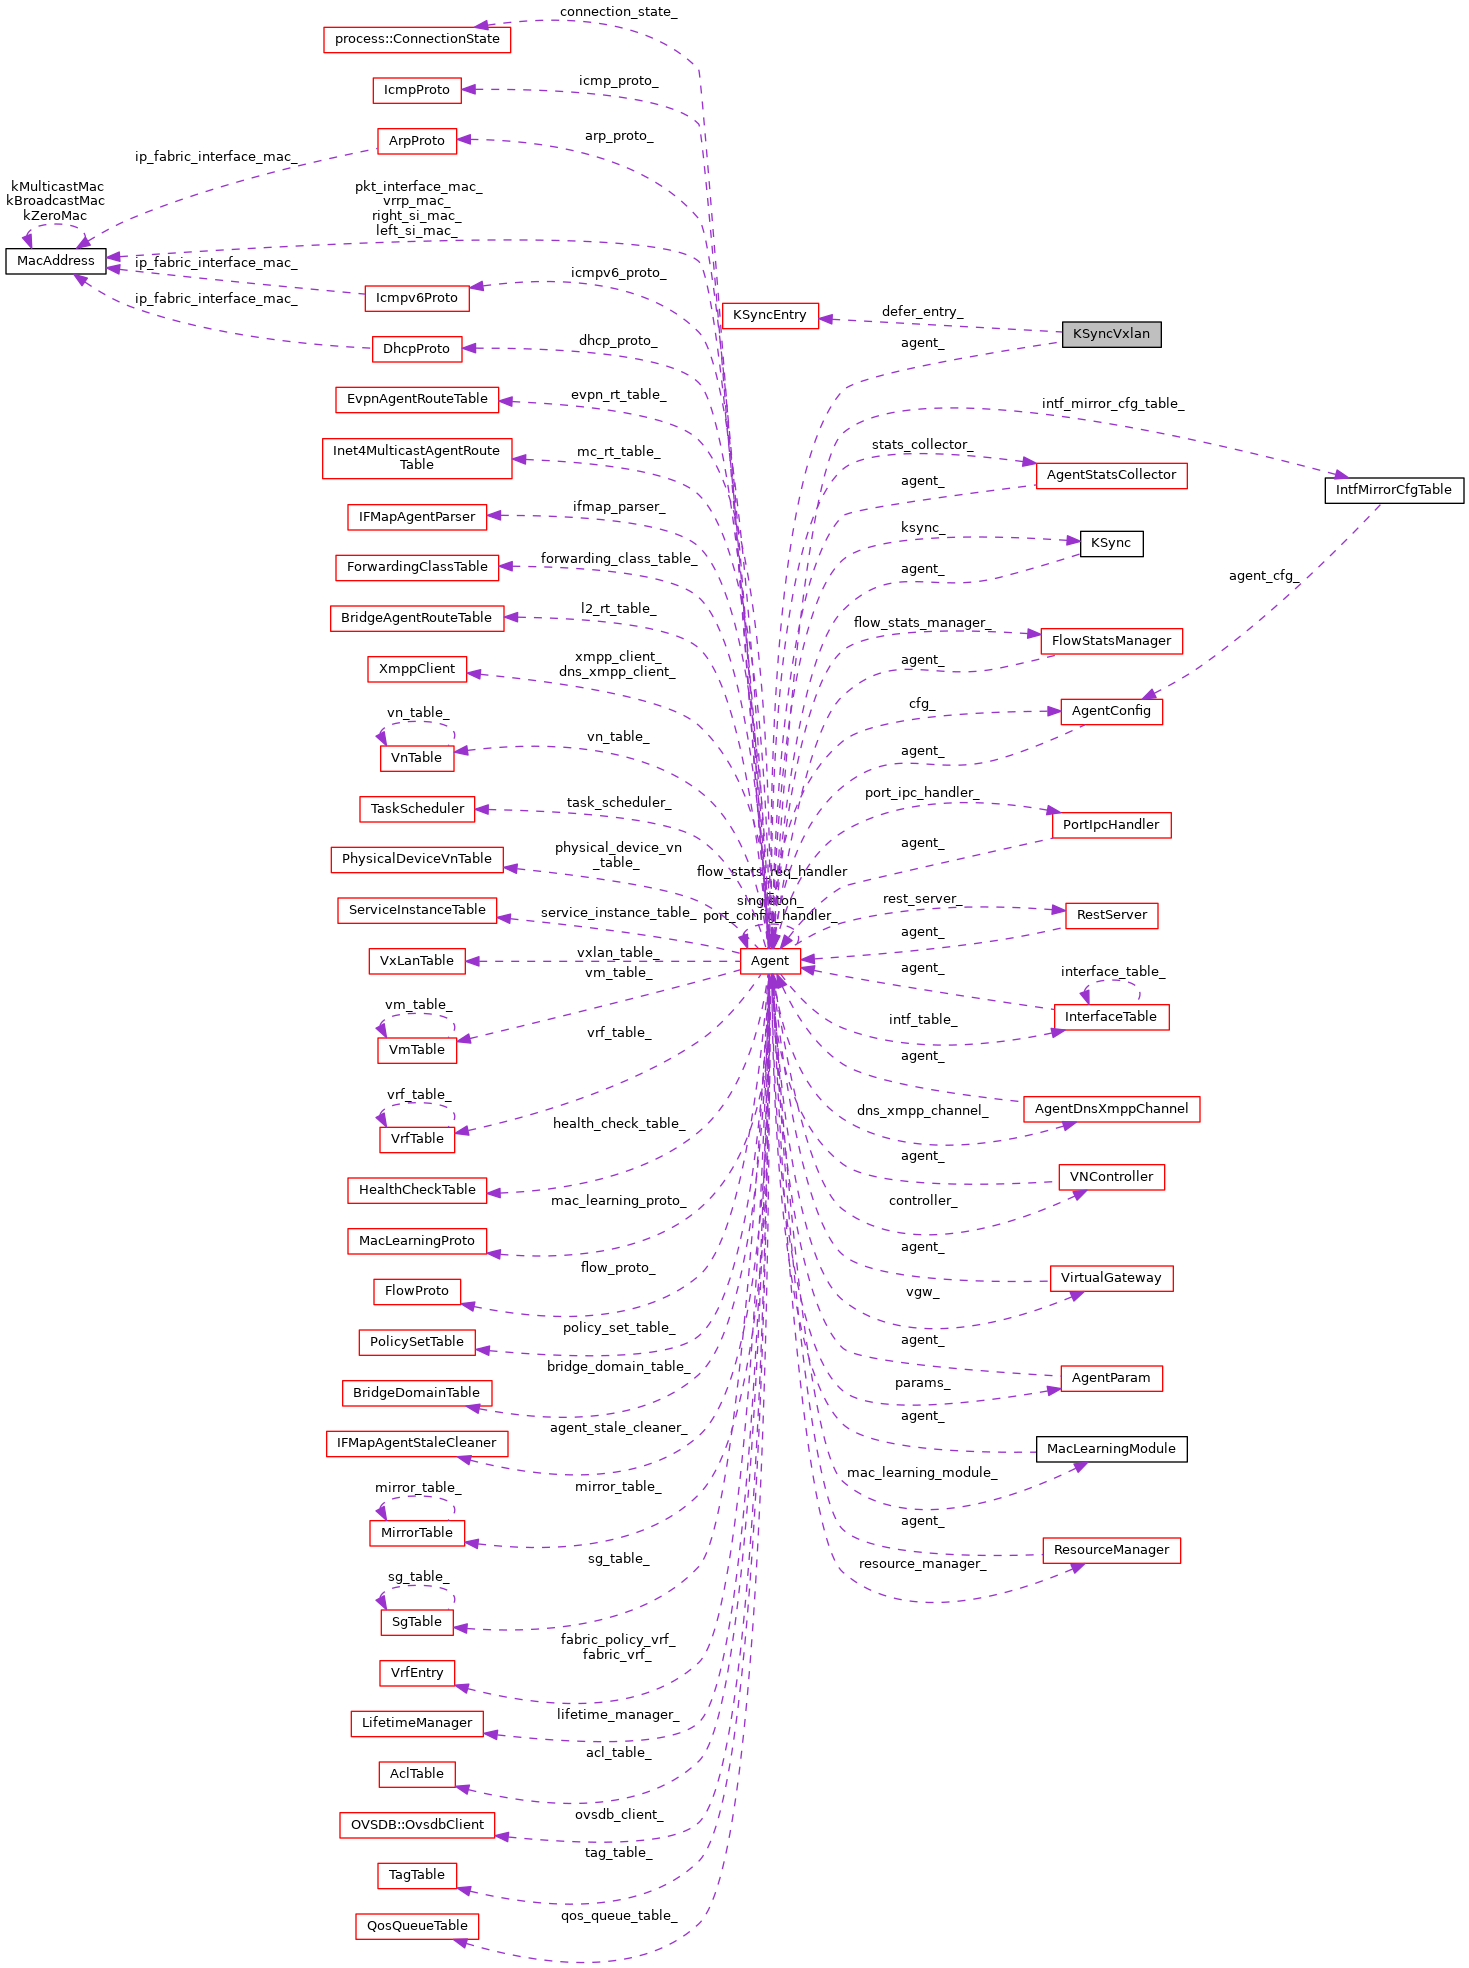 connection_state_
process::ConnectionState
icmp_proto_
IcmpProto
arp_proto_
ArpProto
ip_fabric_interface_mac_
kMulticastMac
kBroadcastMac
kZeroMac
MacAddress
pkt_interface_mac_
vrrp_mac_
right_si_mac_
left_si_mac_
ip_fabric_interface_mac_
icmpv6_proto_
Icmpv6Proto
ip_fabric_interface_mac_
dhcp_proto_
DhcpProto
evpn_rt_table_
EvpnAgentRouteTable
mc_rt_table_
Inet4MulticastAgentRoute
Table
ifmap_parser_
IFMapAgentParser
forwarding_class_table_
ForwardingClassTable
l2_rt_table_
BridgeAgentRouteTable
xmpp_client_
dns_xmpp_client_
XmppClient
vn_table_
vn_table_
VnTable
task_scheduler_
TaskScheduler
physical_device_vn
_table_
PhysicalDeviceVnTable
service_instance_table_
ServiceInstanceTable
vxlan_table_
VxLanTable
vm_table_
vm_table_
VmTable
vrf_table_
vrf_table_
VrfTable
health_check_table_
HealthCheckTable
mac_learning_proto_
MacLearningProto
flow_proto_
FlowProto
policy_set_table_
PolicySetTable
bridge_domain_table_
BridgeDomainTable
agent_stale_cleaner_
IFMapAgentStaleCleaner
mirror_table_
mirror_table_
MirrorTable
sg_table_
sg_table_
SgTable
fabric_policy_vrf_
fabric_vrf_
VrfEntry
lifetime_manager_
LifetimeManager
acl_table_
AclTable
ovsdb_client_
OVSDB::OvsdbClient
tag_table_
TagTable
qos_queue_table_
QosQueueTable
flow_stats_req_handler
_
singleton_
port_config_handler_
Agent
KSyncEntry
defer_entry_
KSyncVxlan
agent_
intf_mirror_cfg_table_
IntfMirrorCfgTable
stats_collector_
AgentStatsCollector
agent_
ksync_
KSync
agent_
agent_cfg_
flow_stats_manager_
FlowStatsManager
agent_
cfg_
AgentConfig
agent_
port_ipc_handler_
PortIpcHandler
agent_
rest_server_
RestServer
agent_
agent_
interface_table_
InterfaceTable
intf_table_
agent_
AgentDnsXmppChannel
dns_xmpp_channel_
agent_
VNController
controller_
agent_
VirtualGateway
vgw_
agent_
AgentParam
params_
agent_
MacLearningModule
mac_learning_module_
agent_
ResourceManager
resource_manager_